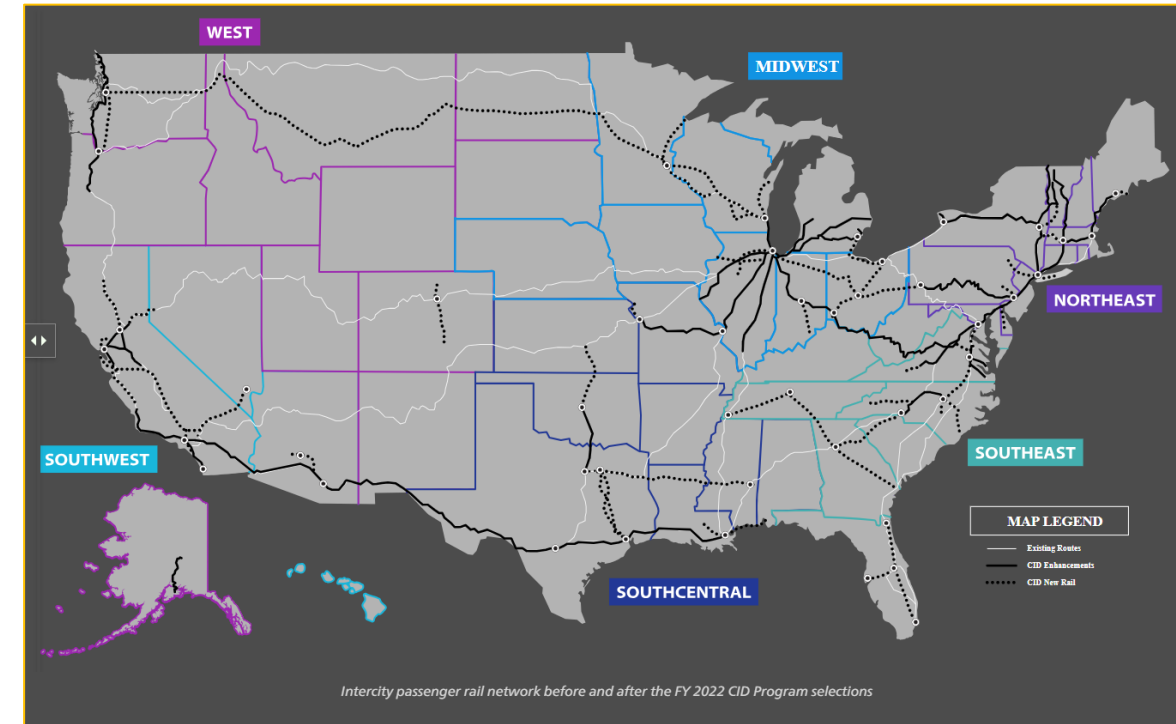 WEST
MIDWEST
NORTHEAST
SOUTHWEST
SOUTHEAST
MAP LEGEND
Existing Routes
CID Enhancements
CID New Rail
SOUTHCENTRAL
Intercity passenger rail network before and after the FY 2022 CID Program selections